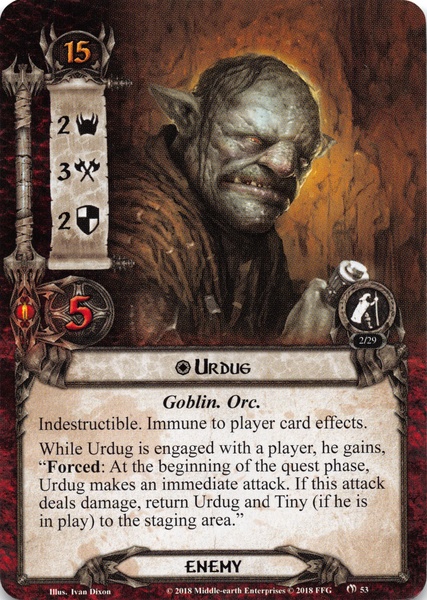 15
2
3
2
5
2/29
Urdug
Goblin. Orc.
Indestructible. Immune to player card effects.
While Urdug is engaged with a player, he gains,
“Forced: At the beginning of the quest phase,
Urdug makes an immediate attack. If this attack
deals damage, return Urdug and Tiny (if he is
in play) to the staging area.”
ENEMY
Illus. Ivan Dixon © 2018 Middle-earth Enterprises © 2018 FFG 53